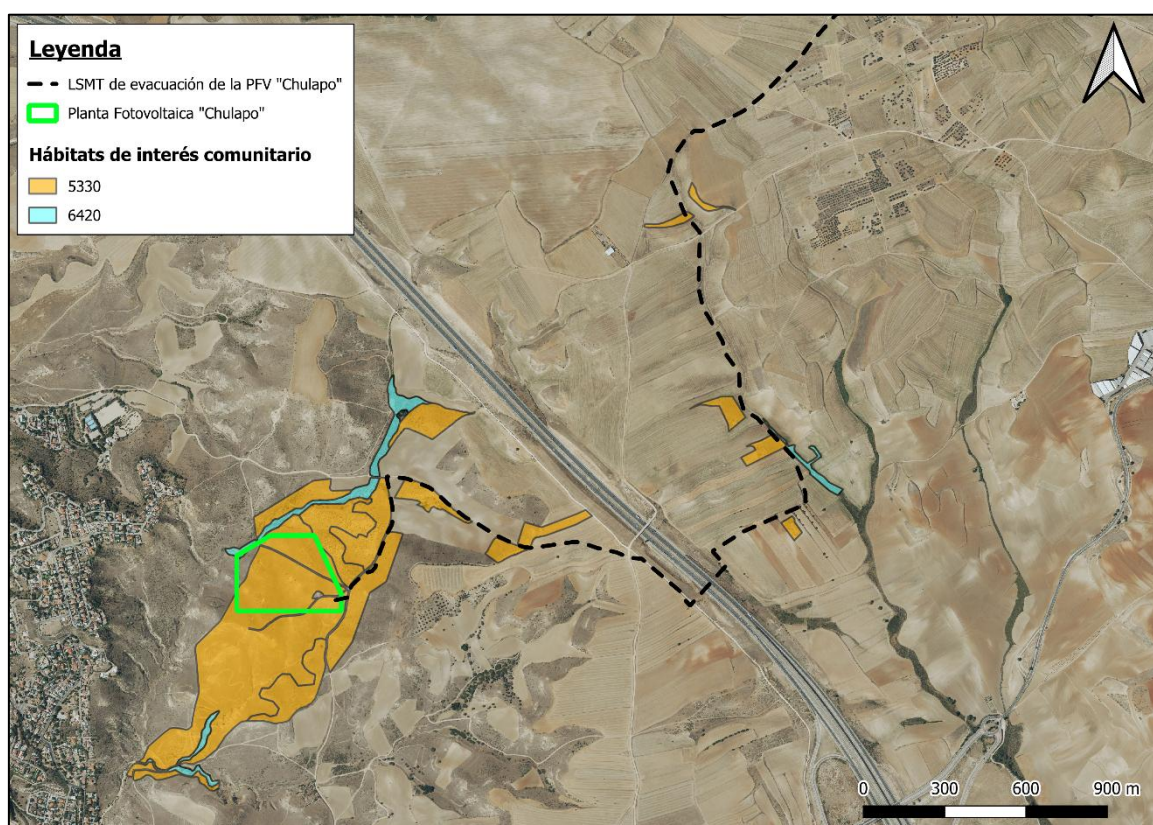 Leyenda
LSMT de evacuación de la PFV "Chulapo"
Planta Fotovoltaica "Chulapo"
Hábitats de interés comunitario
5330
6420
0 300 600 900 m